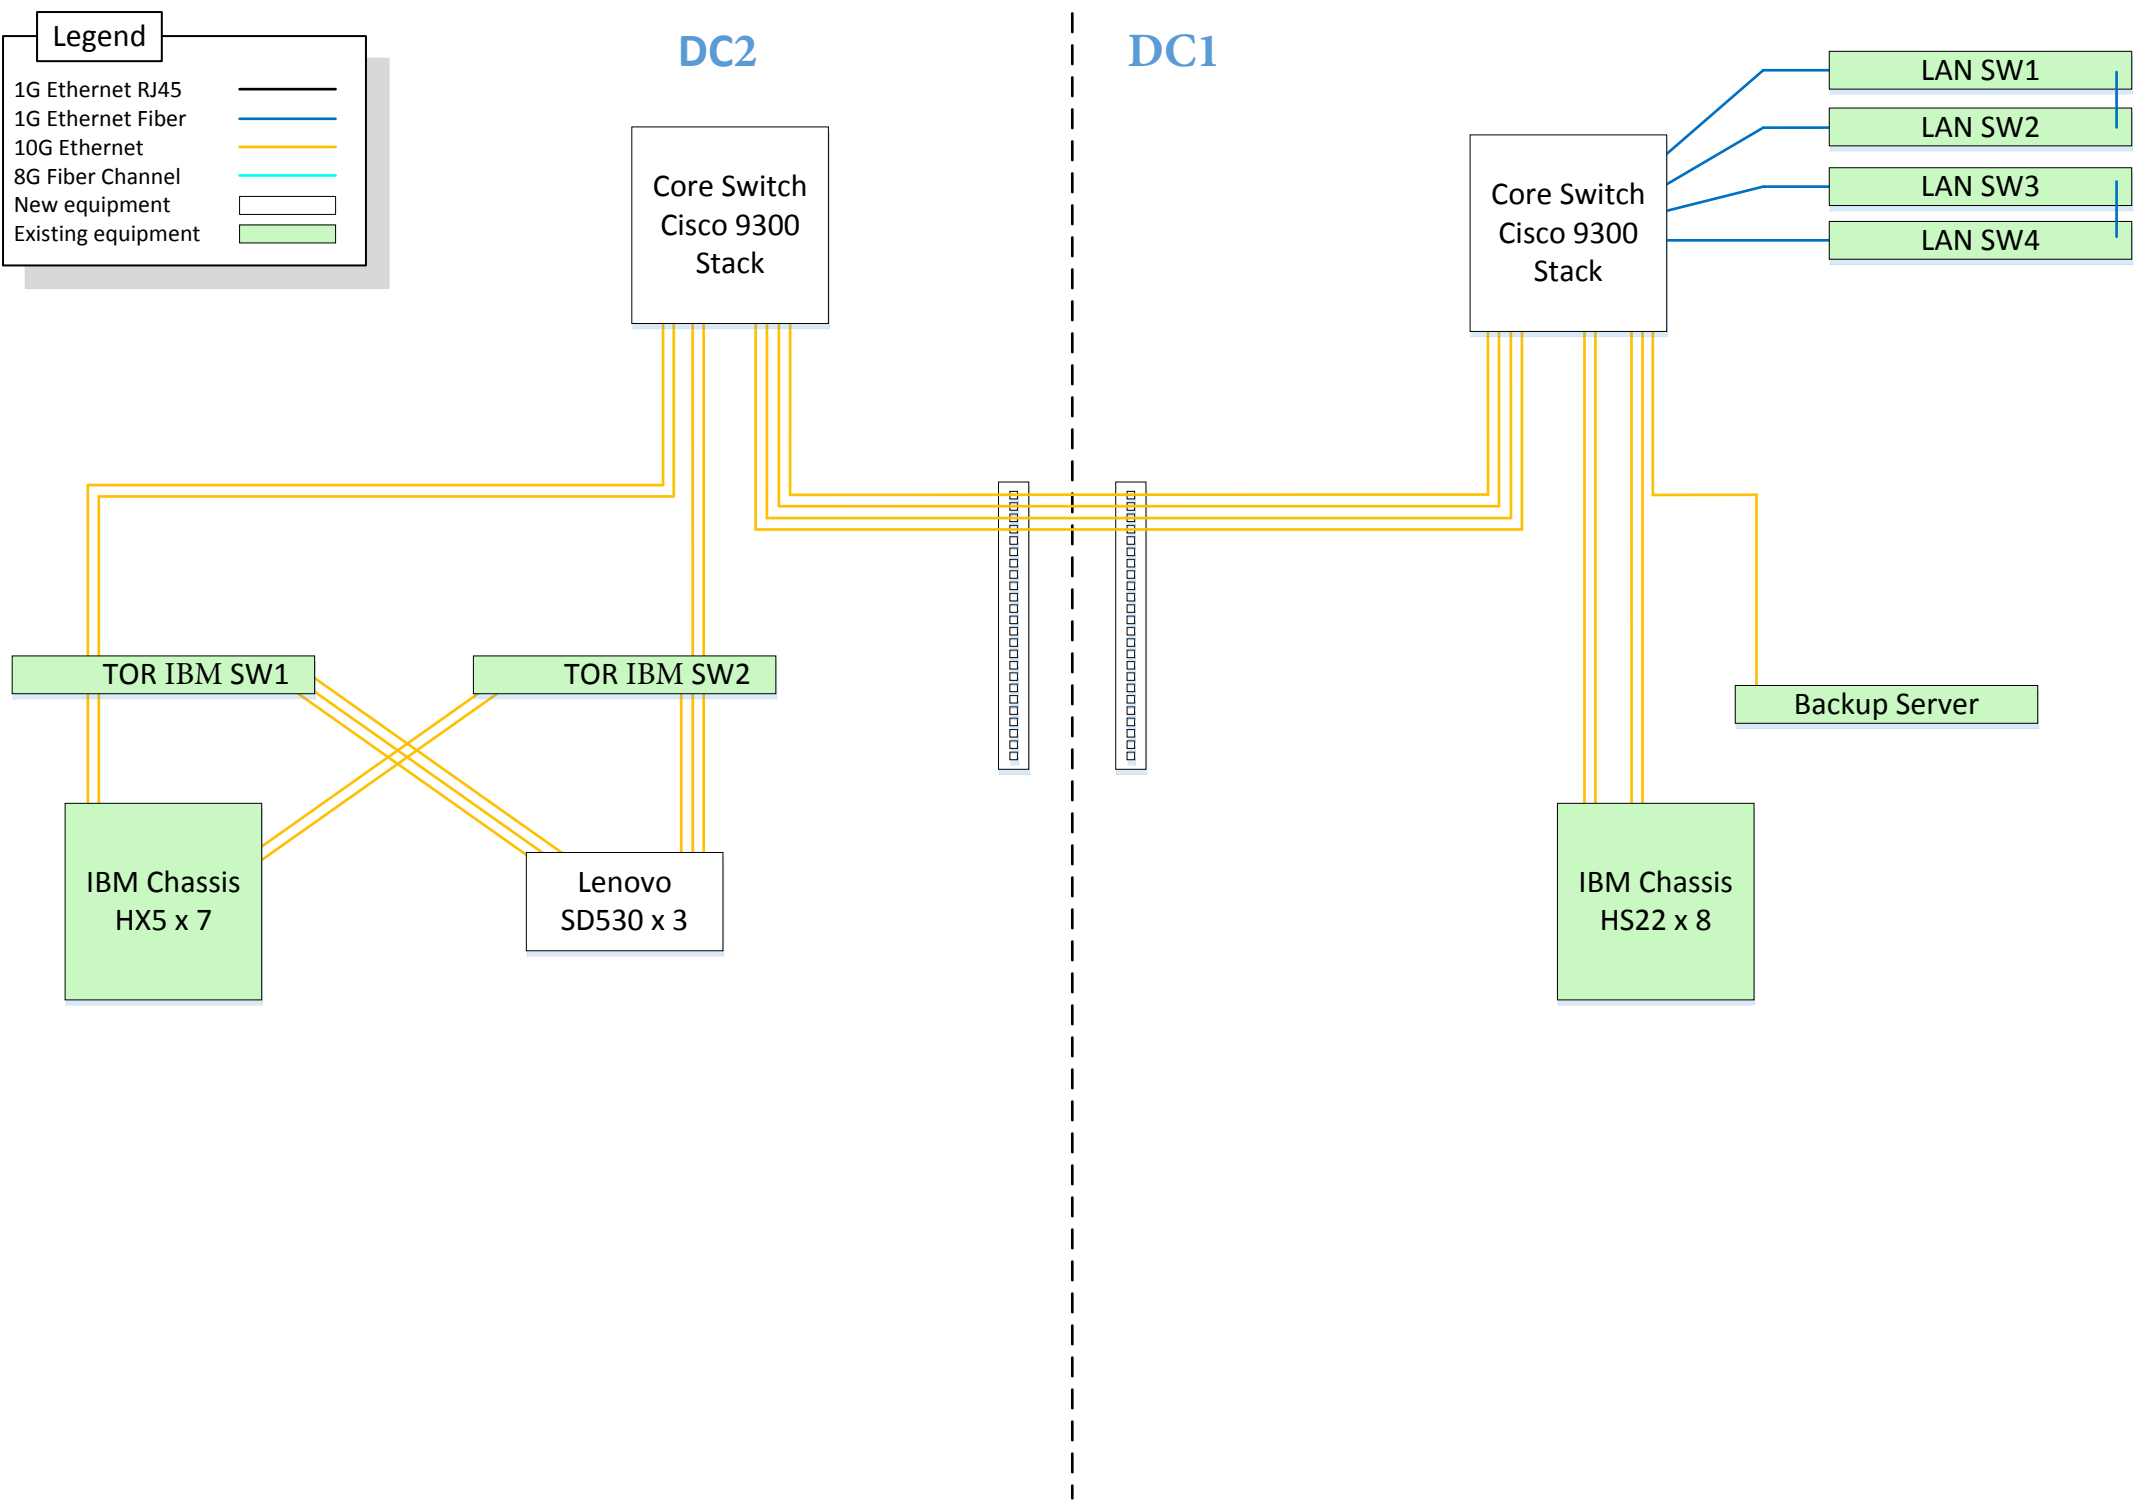 Legend
1G Ethernet RJ45
1G Ethernet Fiber
10G Ethernet
8G Fiber Channel
New equipment
Existing equipment
DC2
DC1
Core Switch
Cisco 9300
Stack
Core Switch
Cisco 9300
Stack
LAN SW1
LAN SW2
LAN SW3
LAN SW4
TOR IBM SW1
TOR IBM SW2
Backup Server
IBM Chassis
HX5 x 7
Lenovo
SD530 x 3
IBM Chassis
HS22 x 8